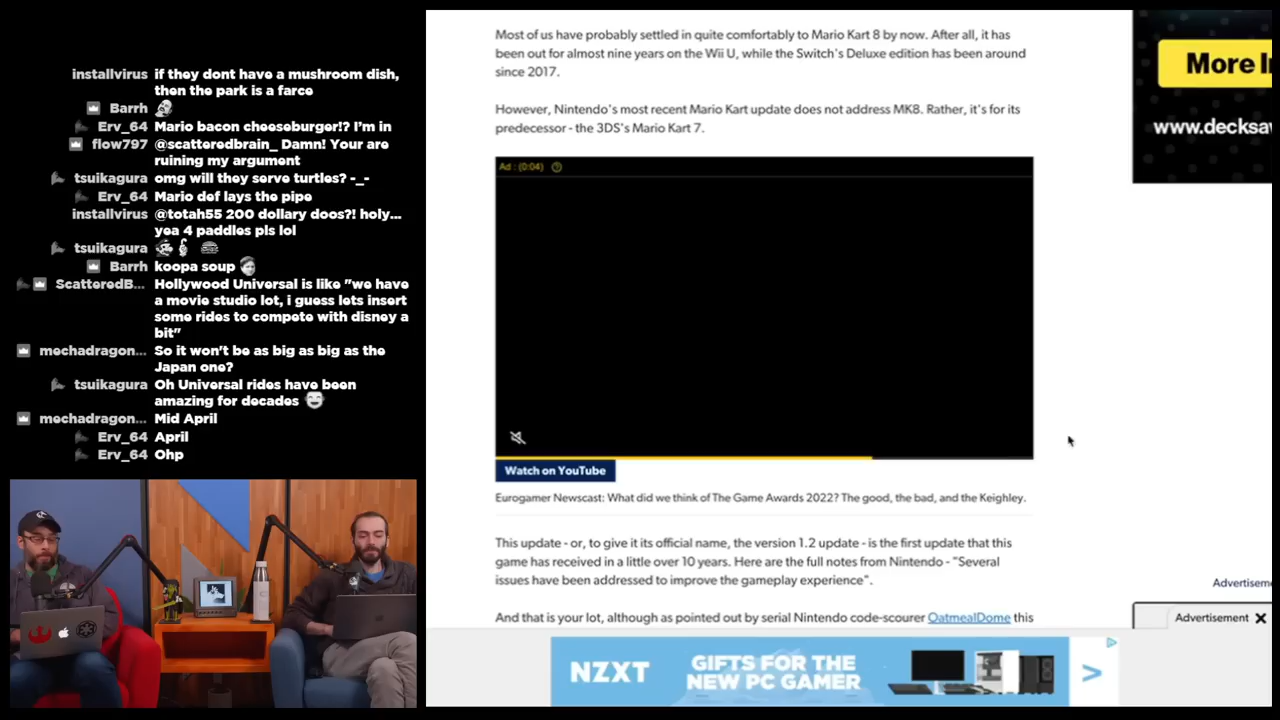 installvirus if they dont have a mushroom dish,
then the park is a farce
Barrh
Erv_64 Mario bacon cheeseburger!? I'm in
flow797 @scatteredbrain_ Damn! Your are
ruining my argument
tsuikagura omg will they serve turtles? -_-
Erv_64 Mario def lays the pipe
installvirus @totah55 200 dollary doos?! holy...
yea 4 paddles pls lol
tsuikagura
Barrh koopa soup
ScatteredB... Hollywood Universal is like "we have
a movie studio lot, i guess lets insert
some rides to compete with disney a
bit"
mechadragon... So it won't be as big as big as the
Japan one?
tsuikagura Oh Universal rides have been
amazing for decades
mechadragon... Mid April
Erv_64 April
Erv_64 Ohp
Most of us have probably settled in quite comfortably to Mario Kart 8 by now. After all, it has
been out for almost nine years on the Wii U, while the Switch's Deluxe edition has been around
since 2017.
However, Nintendo's most recent Mario Kart update does not address MK8. Rather, it's for its
predecessor - the 3DS's Mario Kart 7.
Ad : (0:04)
Watch on YouTube
Eurogamer Newscast: What did we think of The Game Awards 2022? The good, the bad, and the Keighley.
This update - or, to give it its official name, the version 1.2 update - is the first update that this
game has received in a little over 10 years. Here are the full notes from Nintendo - "Several
issues have been addressed to improve the gameplay experience".
And that is your lot, although as pointed out by serial Nintendo code-scourer OatmealDome this
More I
www.decksa
Advertiseme
Advertisement
NZXT
GIFTS FOR THE
NEW PC GAMER